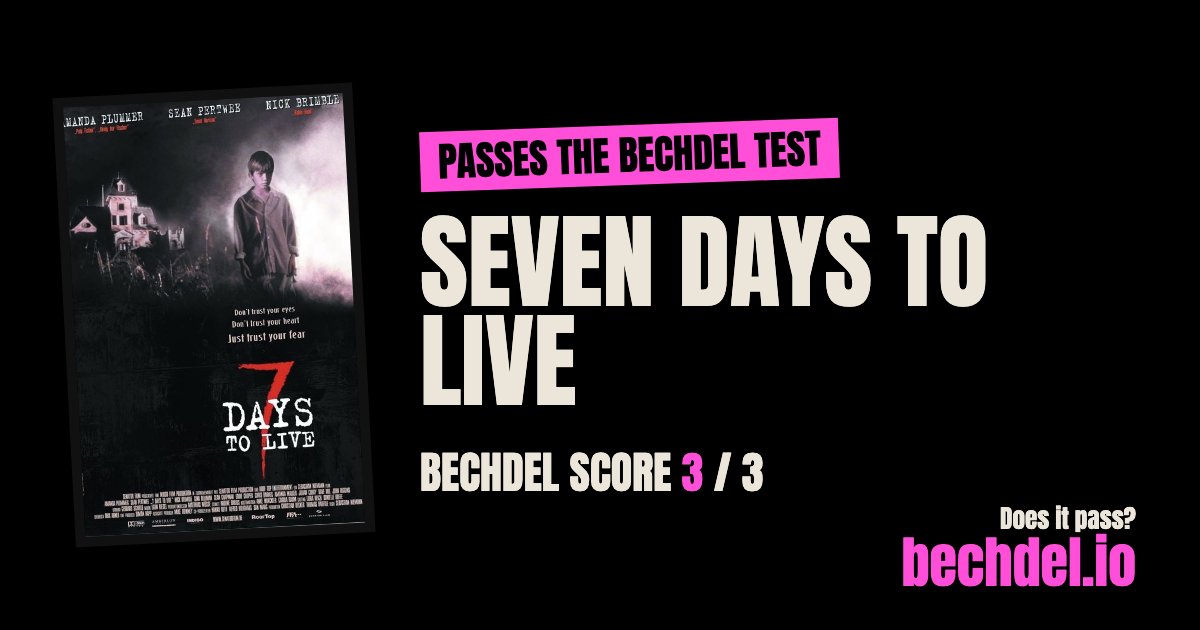 AMANDA PLUMMER
SEAN PERTWEE
NICK BRIMBLE
Don't trust your eyes
Don't trust your heart
Just trust your fear
7
DAYS
TO LIVE
PASSES THE BECHDEL TEST
SEVEN DAYS TO
LIVE
BECHDEL SCORE 3 / 3
Does it pass?
bechdel.io